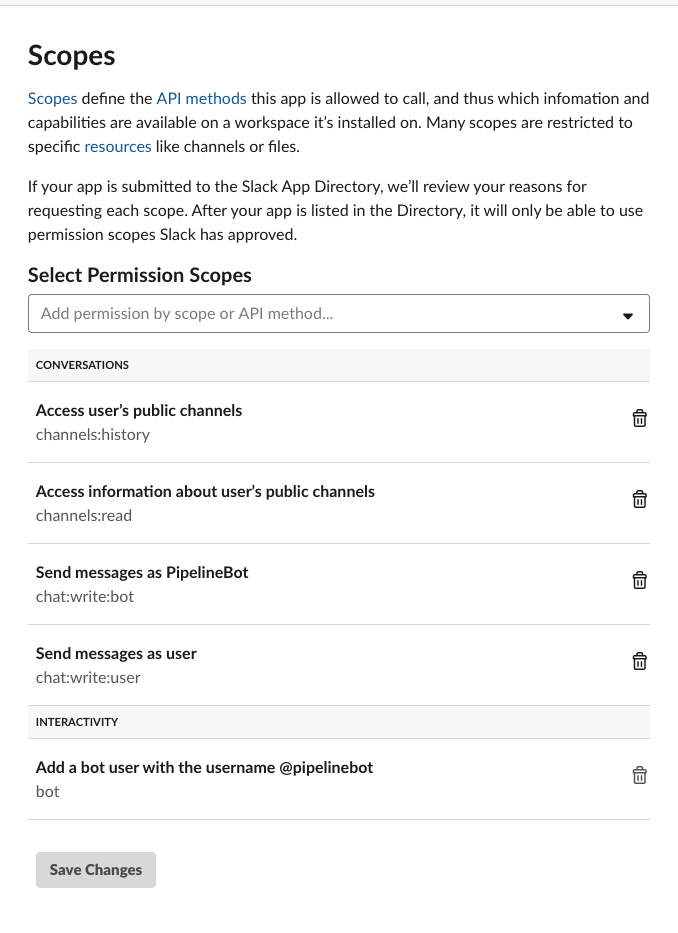 Scopes
Scopes define the API methods this app is allowed to call, and thus which infomation and
capabilities are available on a workspace it’s installed on. Many scopes are restricted to
specific resources like channels or files.
If your app is submitted to the Slack App Directory, we’ll review your reasons for
requesting each scope. After your app is listed in the Directory, it will only be able to use
permission scopes Slack has approved.
Select Permission Scopes
Add permission by scope or API method...
CONVERSATIONS
Access user’s public channels
channels:history
Access information about user’s public channels
channels:read
Send messages as PipelineBot
chat:write:bot
Send messages as user
chat:write:user
INTERACTIVITY
Add a bot user with the username @pipelinebot
bot
Save Changes